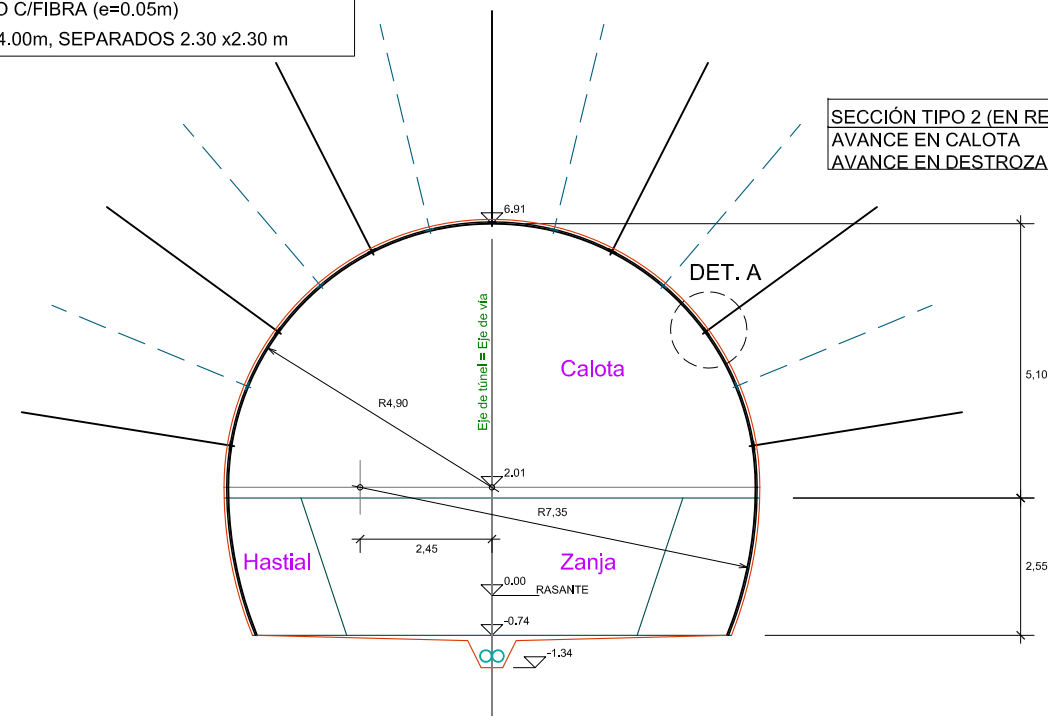 O C/FIBRA (e=0.05m)
4.00m, SEPARADOS 2.30 x2.30 m
SECCIÓN TIPO 2 (EN RE
AVANCE EN CALOTA
AVANCE EN DESTROZA
6.91
DET. A
Eje de túnel = Eje de vía
Calota
5,10
R4,90
2.01
R7,35
2,45
Hastial
Zanja
2,55
0.00
RASANTE
-0.74
-1.34